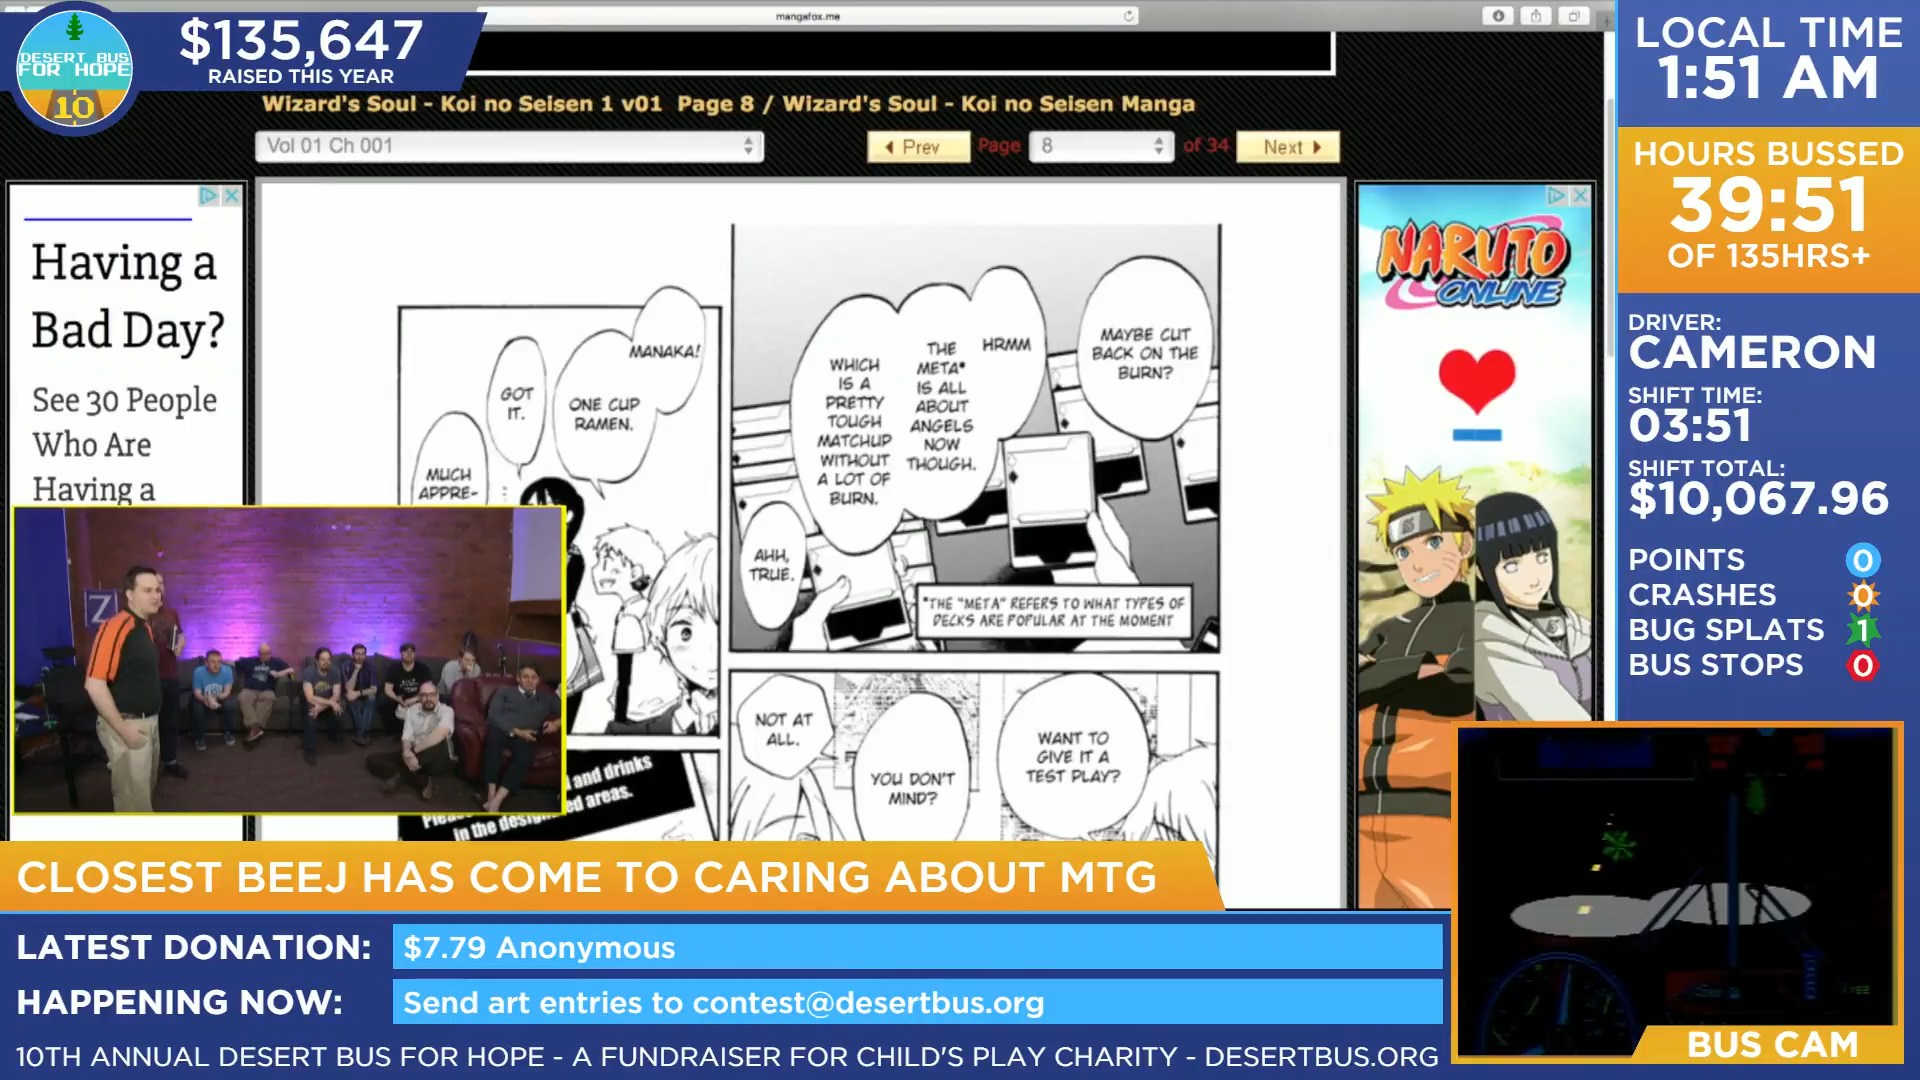 mangafox.me
DESERT BUS
FOR HOPE
10
$135,647
RAISED THIS YEAR
Wizard's Soul - Koi no Seisen 1 v01 Page 8 / Wizard's Soul - Koi no Seisen Manga
Vol 01 Ch 001
Prev
Page
8
of 34
Next
Having a
Bad Day?
See 30 People
Who Are
Having a
MAYBE CUT
BACK ON THE
BURN?
HRMM
THE
META*
IS ALL
ABOUT
ANGELS
NOW
THOUGH.
WHICH
IS A
PRETTY
TOUGH
MATCHUP
WITHOUT
A LOT OF
BURN.
AHH,
TRUE.
*THE "META" REFERS TO WHAT TYPES OF
DECKS ARE POPULAR AT THE MOMENT
WANT TO
GIVE IT A
TEST PLAY?
YOU DON'T
MIND?
NOT AT
ALL.
MANAKA!
ONE CUP
RAMEN.
GOT
IT.
MUCH
APPRE-
and drinks
ed areas.
in the design
Z
NARUTO
ONLINE
CLOSEST BEEJ HAS COME TO CARING ABOUT MTG
LATEST DONATION:
$7.79 Anonymous
HAPPENING NOW:
Send art entries to contest@desertbus.org
10TH ANNUAL DESERT BUS FOR HOPE - A FUNDRAISER FOR CHILD'S PLAY CHARITY - DESERTBUS.ORG
LOCAL TIME
1:51 AM
HOURS BUSSED
39:51
OF 135HRS+
DRIVER:
CAMERON
SHIFT TIME:
03:51
SHIFT TOTAL:
$10,067.96
POINTS 0
CRASHES 0
BUG SPLATS 1
BUS STOPS 0
BUS CAM